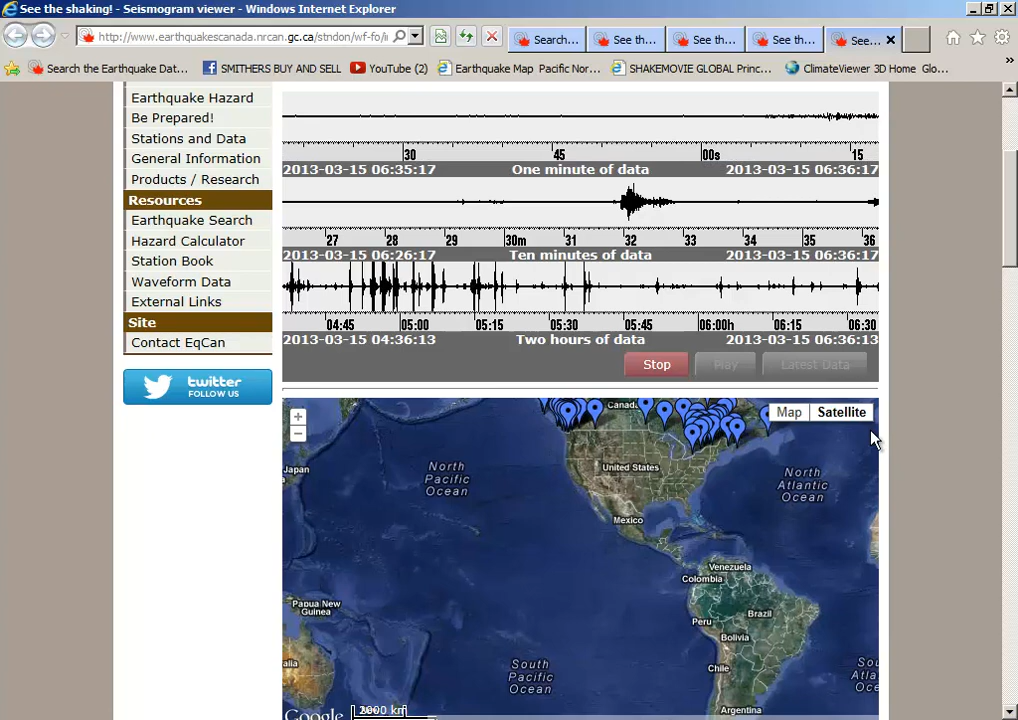 See the shaking! - Seismogram viewer - Windows Internet Explorer
http://www.earthquakescanada.nrcan.gc.ca/stndon/wf-fo/i
Search...
See th...
See th...
See th...
See...
Search the Earthquake Dat...
SMITHERS BUY AND SELL
YouTube (2)
Earthquake Map Pacific Nor...
SHAKEMOVIE GLOBAL Princ...
ClimateViewer 3D Home Glo...
»
Earthquake Hazard
Be Prepared!
Stations and Data
General Information
Products / Research
Resources
Earthquake Search
Hazard Calculator
Station Book
Waveform Data
External Links
Site
Contact EqCan
twitter
FOLLOW US
30 45 00s 15
2013-03-15 06:35:17 One minute of data 2013-03-15 06:36:17
27 28 29 30m 31 32 33 34 35 36
2013-03-15 06:26:17 Ten minutes of data 2013-03-15 06:36:17
04:45 05:00 05:15 05:30 05:45 06:00h 06:15 06:30
2013-03-15 04:36:13 Two hours of data 2013-03-15 06:36:13
Stop Play Latest Data
+
−
Map Satellite
Canada
Japan
North
Pacific
Ocean
United States
North
Atlantic
Ocean
Mexico
Venezuela
Colombia
Papua New
Guinea
Brazil
Peru
Bolivia
alia
South
Pacific
Ocean
Chile
Sou
Atla
Oce
Argentina
Google
2000 km